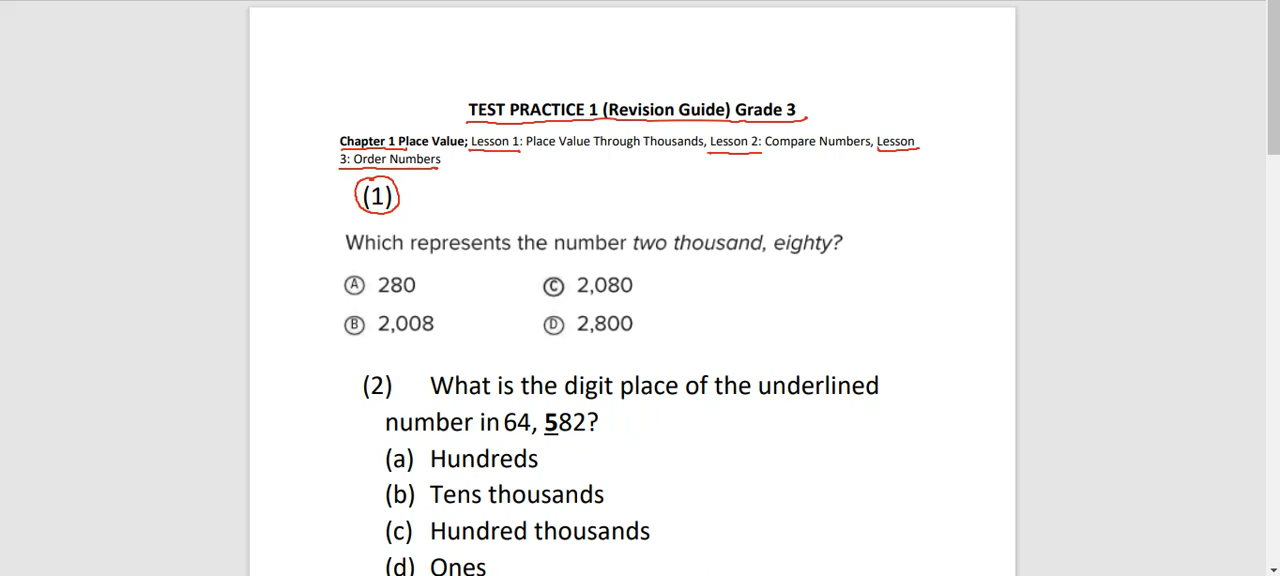 TEST PRACTICE 1 (Revision Guide) Grade 3
Chapter 1 Place Value; Lesson 1: Place Value Through Thousands, Lesson 2: Compare Numbers, Lesson
3: Order Numbers
(1)
Which represents the number two thousand, eighty?
A 280
C 2,080
B 2,008
D 2,800
(2) What is the digit place of the underlined
number in 64, 582?
(a) Hundreds
(b) Tens thousands
(c) Hundred thousands
(d) Ones